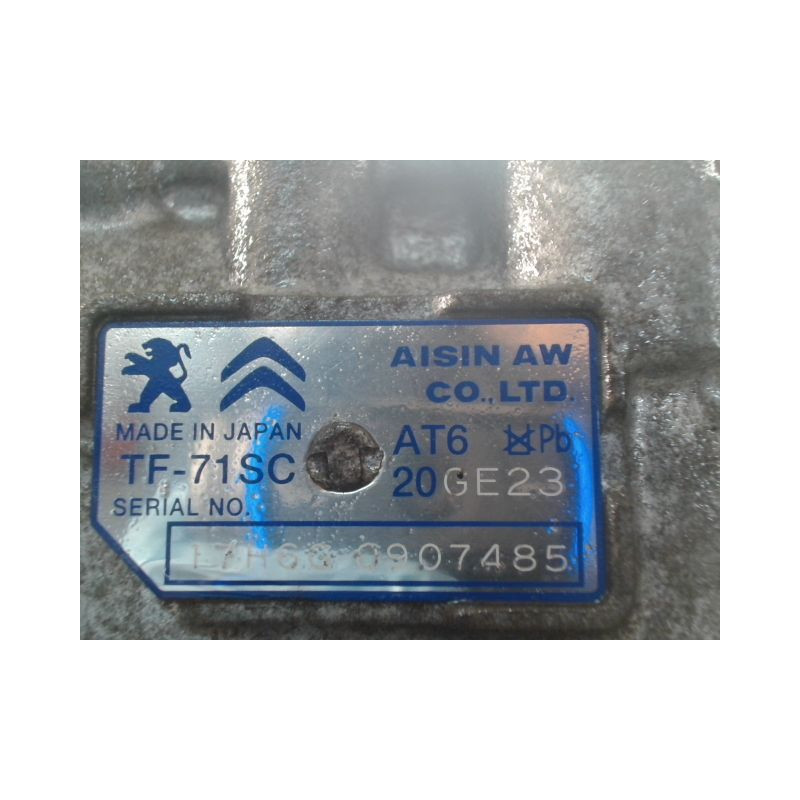 AISIN AW
CO., LTD.
MADE IN JAPAN
AT6 Pb
TF-71SC
20GE23
SERIAL NO.
0907485